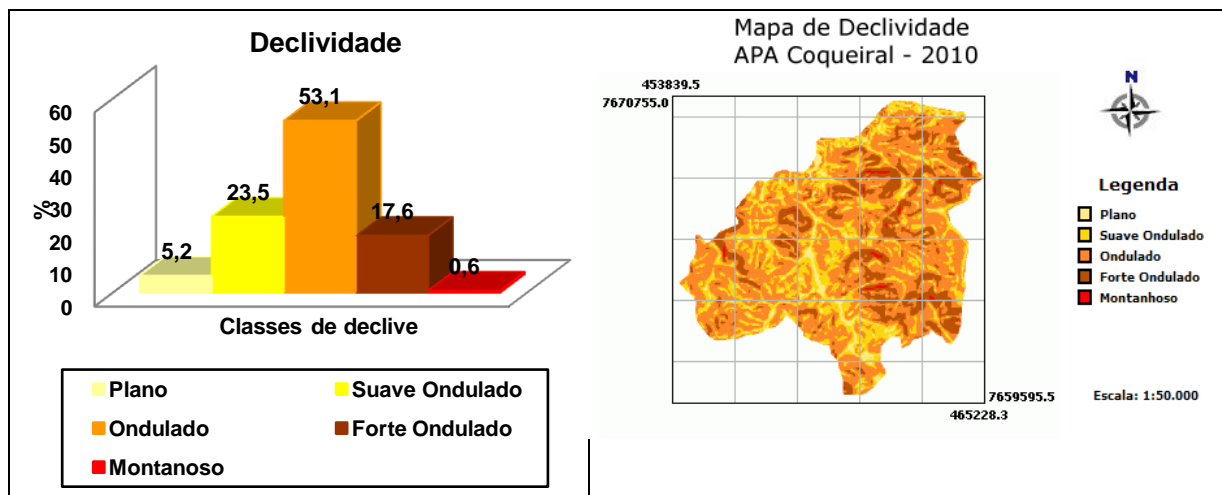 Declividade
%
60
50
40
30
20
10
0
5,2
23,5
53,1
17,6
0,6
Classes de declive
Plano
Suave Ondulado
Ondulado
Forte Ondulado
Montanoso
Mapa de Declividade
APA Coqueiral - 2010
453839.5
7670755.0
7659595.5
465228.3
N
Legenda
Plano
Suave Ondulado
Ondulado
Forte Ondulado
Montanhoso
Escala: 1:50.000